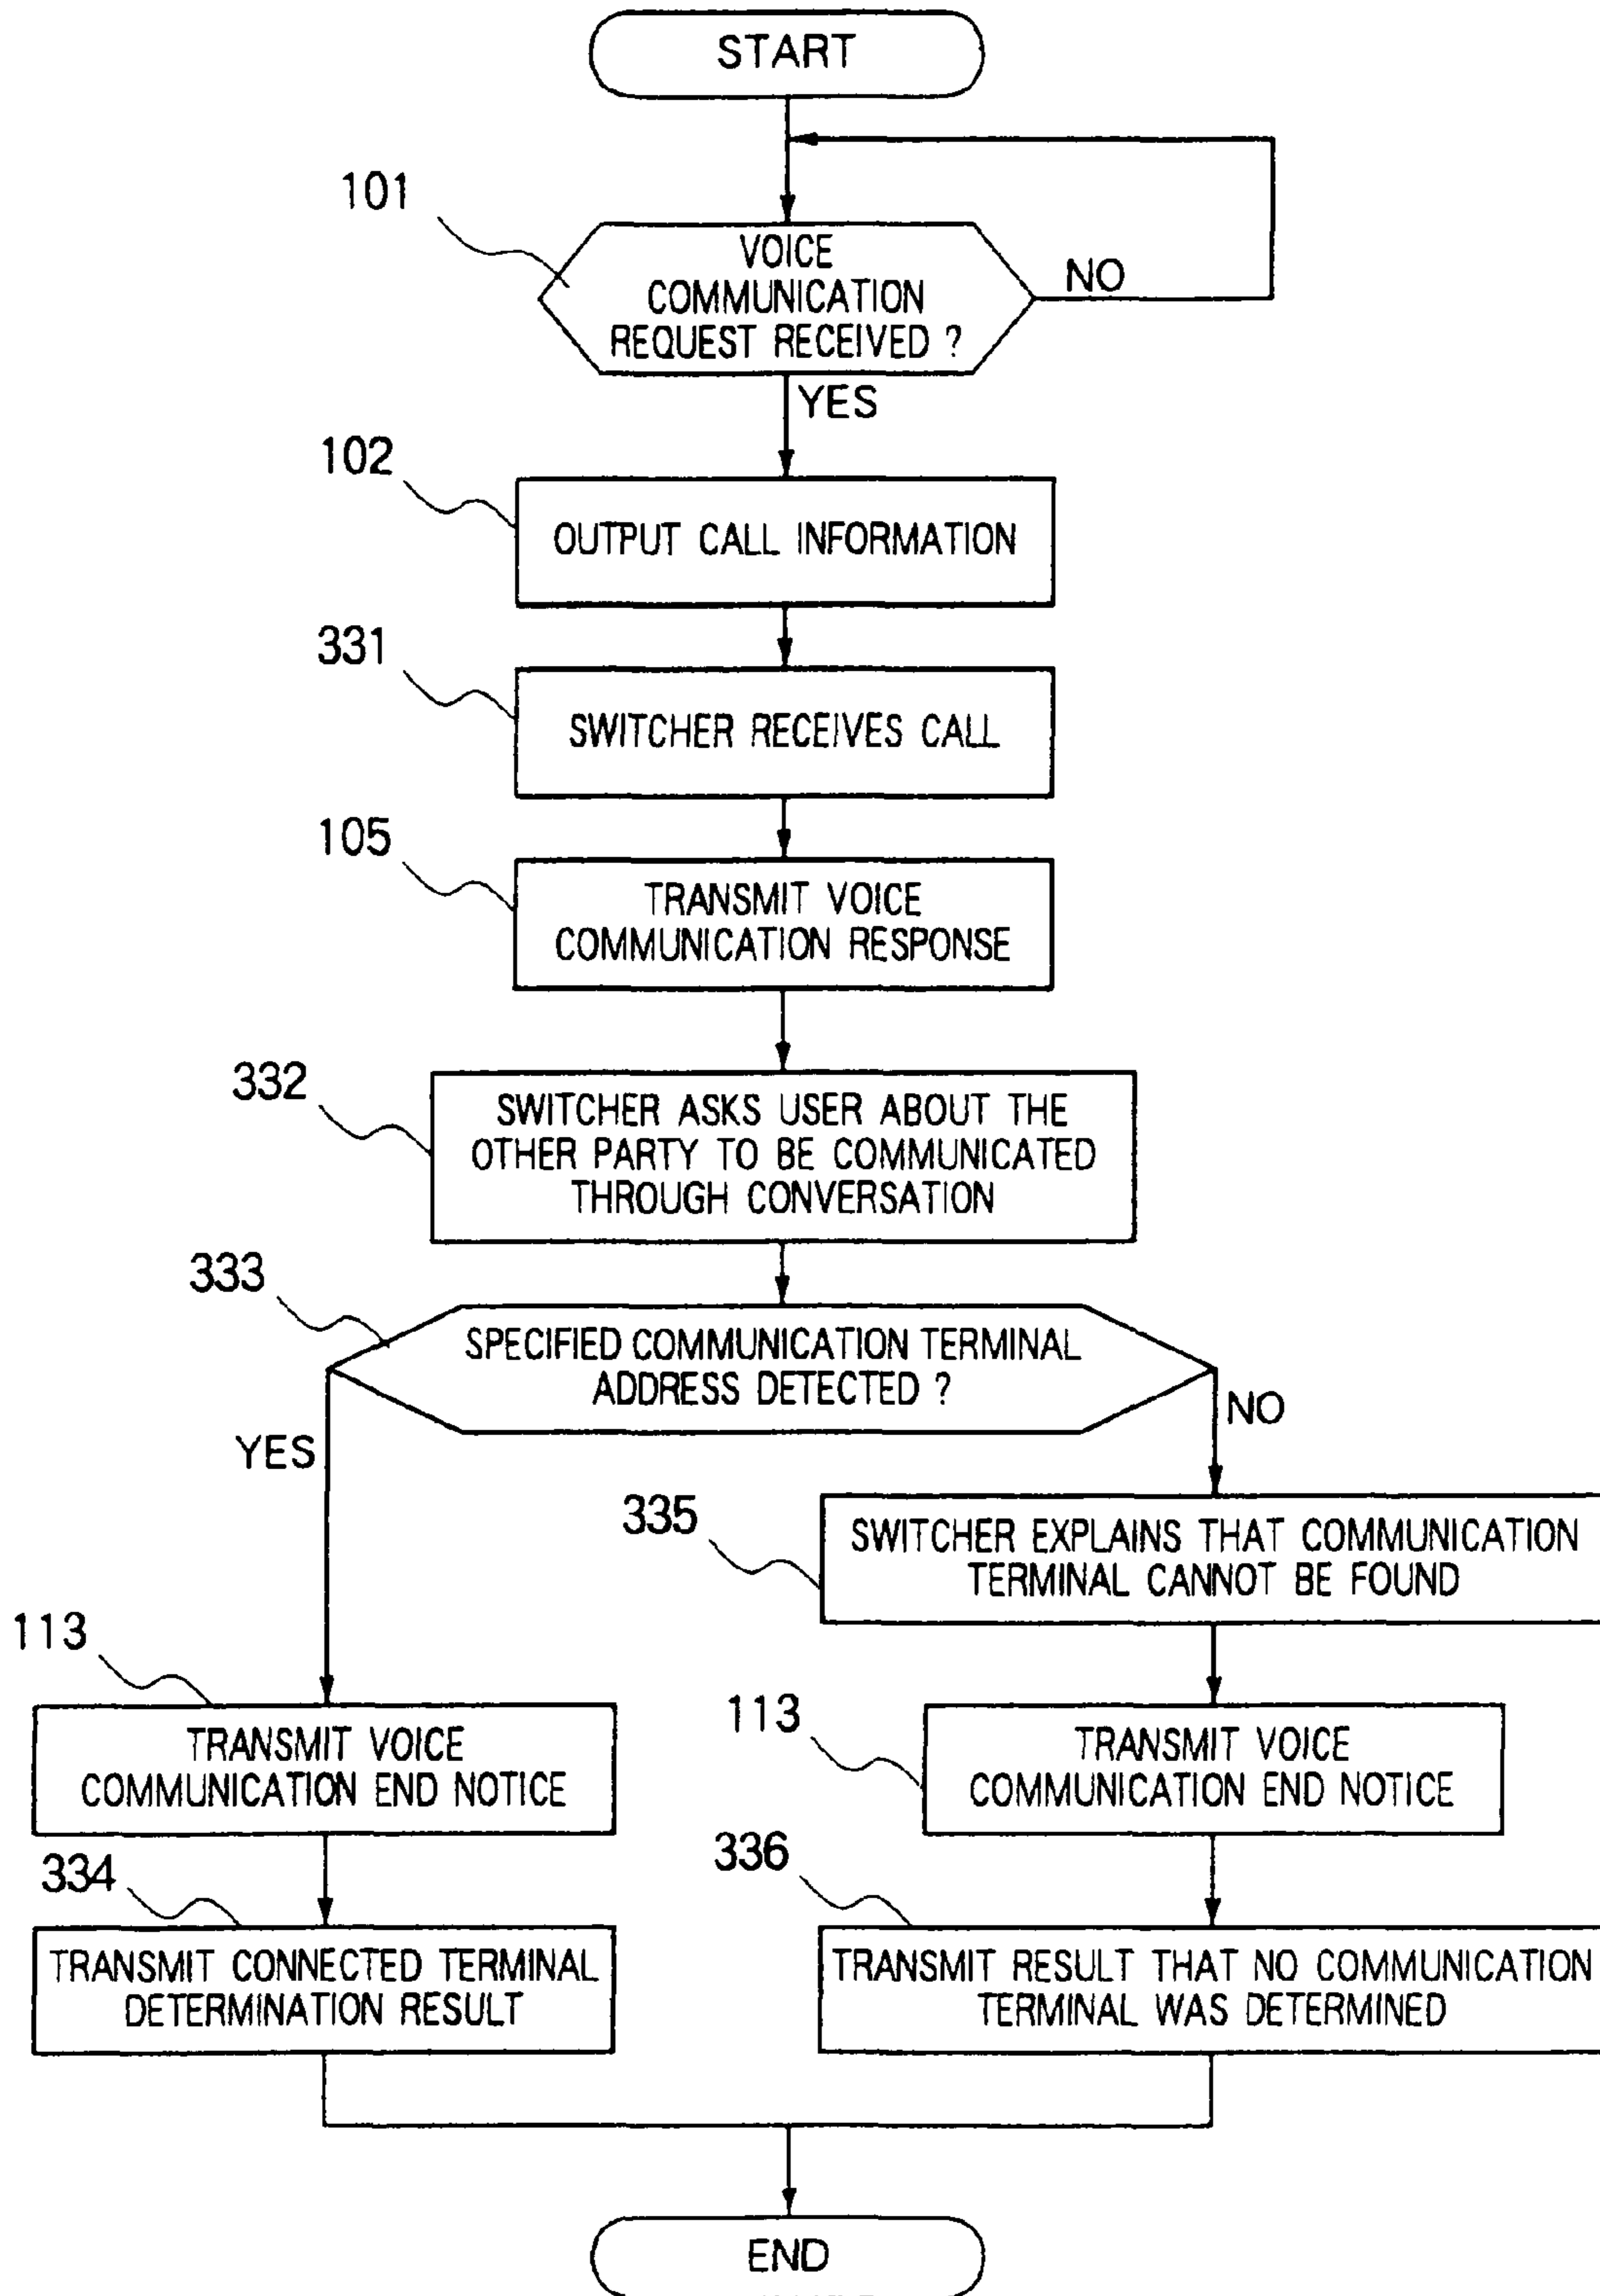 START
101
VOICE
COMMUNICATION
REQUEST RECEIVED ?
NO
YES
102
OUTPUT CALL INFORMATION
331
SWITCHER RECEIVES CALL
105
TRANSMIT VOICE
COMMUNICATION RESPONSE
332
SWITCHER ASKS USER ABOUT THE
OTHER PARTY TO BE COMMUNICATED
THROUGH CONVERSATION
333
SPECIFIED COMMUNICATION TERMINAL
ADDRESS DETECTED ?
YES
NO
335
SWITCHER EXPLAINS THAT COMMUNICATION
TERMINAL CANNOT BE FOUND
113
TRANSMIT VOICE
COMMUNICATION END NOTICE
113
TRANSMIT VOICE
COMMUNICATION END NOTICE
334
TRANSMIT CONNECTED TERMINAL
DETERMINATION RESULT
336
TRANSMIT RESULT THAT NO COMMUNICATION
TERMINAL WAS DETERMINED
END